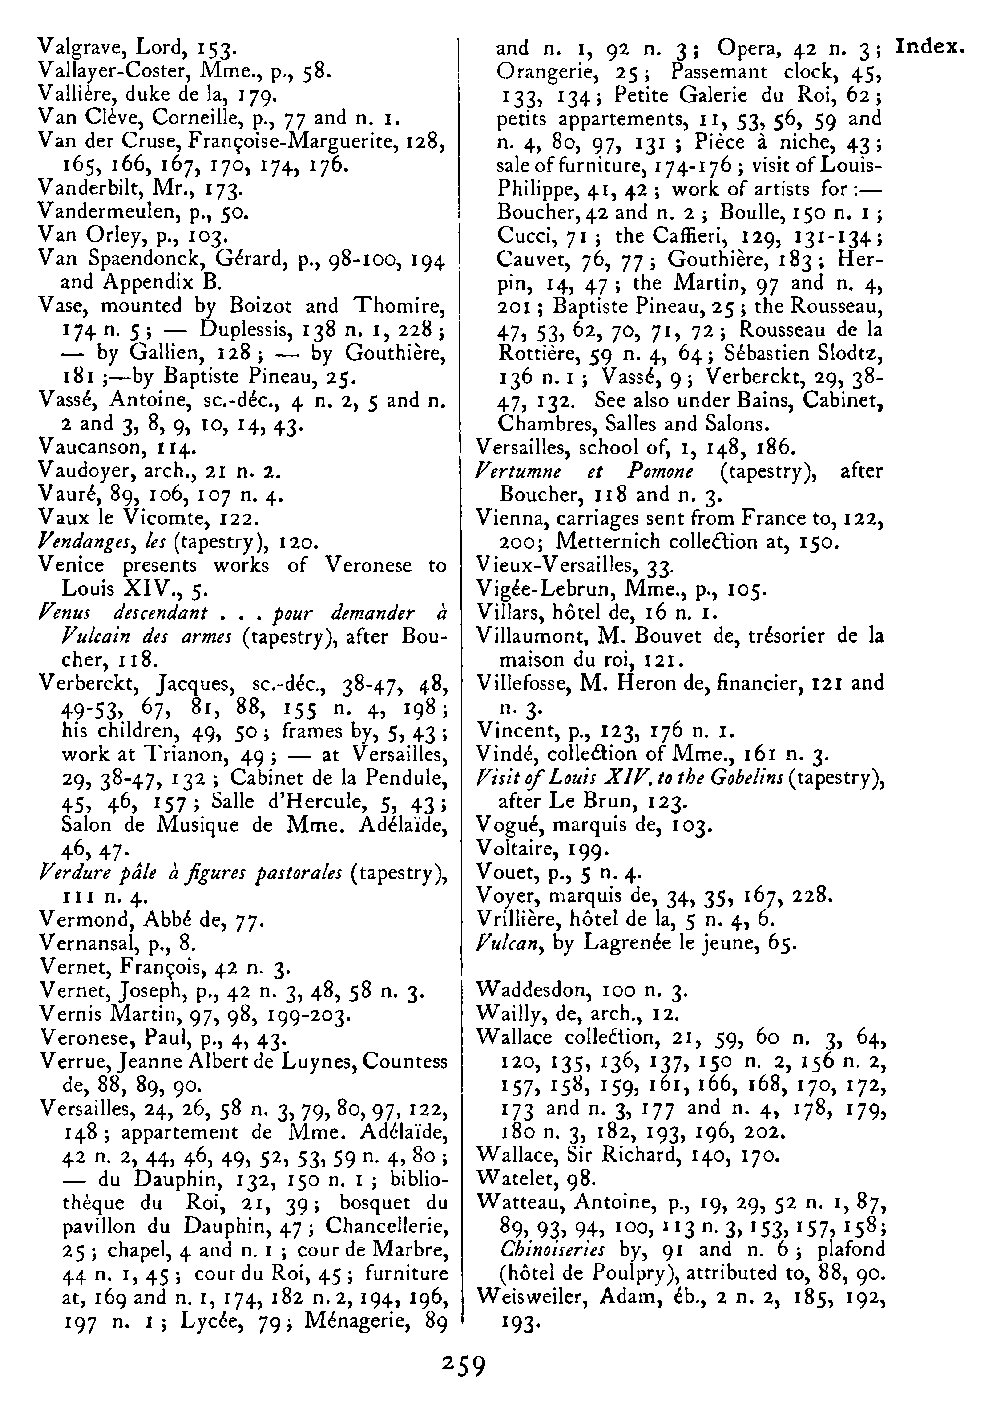 Valgrave, Lord, 153.
Vallayer-Coster, Mme., p., 58.
Vallière, duke de la, 179.
Van Clève, Corneille, p., 77 and n. 1.
Van der Cruse, Françoise-Marguerite, 128,
165, 166, 167, 170, 174, 176.
Vanderbilt, Mr., 173.
Vandermeulen, p., 50.
Van Orley, p., 103.
Van Spaendonck, Gérard, p., 98-100, 194
and Appendix B.
Vase, mounted by Boizot and Thomire,
174 n. 5; — Duplessis, 138 n. 1, 228;
— by Gallien, 128; — by Gouthière,
181;—by Baptiste Pineau, 25.
Vassé, Antoine, sc.-déc., 4 n. 2, 5 and n.
2 and 3, 8, 9, 10, 14, 43.
Vaucanson, 114.
Vaudoyer, arch., 21 n. 2.
Vauré, 89, 106, 107 n. 4.
Vaux le Vicomte, 122.
Vendanges, les (tapestry), 120.
Venice presents works of Veronese to
Louis XIV., 5.
Venus descendant . . . pour demander à
Vulcain des armes (tapestry), after Bou-
cher, 118.
Verberckt, Jacques, sc.-déc., 38-47, 48,
49-53, 67, 81, 88, 155 n. 4, 198;
his children, 49, 50; frames by, 5, 43;
work at Trianon, 49; — at Versailles,
29, 38-47, 132; Cabinet de la Pendule,
45, 46, 157; Salle d'Hercule, 5, 43;
Salon de Musique de Mme. Adélaïde,
46, 47.
Verdure pâle à figures pastorales (tapestry),
111 n. 4.
Vermond, Abbé de, 77.
Vernansal, p., 8.
Vernet, François, 42 n. 3.
Vernet, Joseph, p., 42 n. 3, 48, 58 n. 3.
Vernis Martin, 97, 98, 199-203.
Veronese, Paul, p., 4, 43.
Verrue, Jeanne Albert de Luynes, Countess
de, 88, 89, 90.
Versailles, 24, 26, 58 n. 3, 79, 80, 97, 122,
148; appartement de Mme. Adélaïde,
42 n. 2, 44, 46, 49, 52, 53, 59 n. 4, 80;
— du Dauphin, 132, 150 n. 1; biblio-
thèque du Roi, 21, 39; bosquet du
pavillon du Dauphin, 47; Chancellerie,
25; chapel, 4 and n. 1; cour de Marbre,
44 n. 1, 45; cour du Roi, 45; furniture
at, 169 and n. 1, 174, 182 n. 2, 194, 196,
197 n. 1; Lycée, 79; Ménagerie, 89
and n. 1, 92 n. 3; Opera, 42 n. 3;
Orangerie, 25; Passemant clock, 45,
133, 134; Petite Galerie du Roi, 62;
petits appartements, 11, 53, 56, 59 and
n. 4, 80, 97, 131; Pièce à niche, 43;
sale of furniture, 174-176; visit of Louis-
Philippe, 41, 42; work of artists for:—
Boucher, 42 and n. 2; Boulle, 150 n. 1;
Cucci, 71; the Caffieri, 129, 131-134;
Cauvet, 76, 77; Gouthière, 183; Her-
pin, 14, 47; the Martin, 97 and n. 4,
201; Baptiste Pineau, 25; the Rousseau,
47, 53, 62, 70, 71, 72; Rousseau de la
Rottière, 59 n. 4, 64; Sébastien Slodtz,
136 n. 1; Vassé, 9; Verberckt, 29, 38-
47, 132. See also under Bains, Cabinet,
Chambres, Salles and Salons.
Versailles, school of, 1, 148, 186.
Vertumne et Pomone (tapestry), after
Boucher, 118 and n. 3.
Vienna, carriages sent from France to, 122,
200; Metternich collection at, 150.
Vieux-Versailles, 33.
Vigée-Lebrun, Mme., p., 105.
Villars, hôtel de, 16 n. 1.
Villaumont, M. Bouvet de, trésorier de la
maison du roi, 121.
Villefosse, M. Heron de, financier, 121 and
n. 3.
Vincent, p., 123, 176 n. 1.
Vindé, collection of Mme., 161 n. 3.
Visit of Louis XIV. to the Gobelins (tapestry),
after Le Brun, 123.
Vogué, marquis de, 103.
Voltaire, 199.
Vouet, p., 5 n. 4.
Voyer, marquis de, 34, 35, 167, 228.
Vrillière, hôtel de la, 5 n. 4, 6.
Vulcan, by Lagrenée le jeune, 65.
Waddesdon, 100 n. 3.
Wailly, de, arch., 12.
Wallace collection, 21, 59, 60 n. 3, 64,
120, 135, 136, 137, 150 n. 2, 156 n. 2,
157, 158, 159, 161, 166, 168, 170, 172,
173 and n. 3, 177 and n. 4, 178, 179,
180 n. 3, 182, 193, 196, 202.
Wallace, Sir Richard, 140, 170.
Watelet, 98.
Watteau, Antoine, p., 19, 29, 52 n. 1, 87,
89, 93, 94, 100, 113 n. 3, 153, 157, 158;
Chinoiseries by, 91 and n. 6; plafond
(hôtel de Poulpry), attributed to, 88, 90.
Weisweiler, Adam, éb., 2 n. 2, 185, 192,
193.
Index.
259